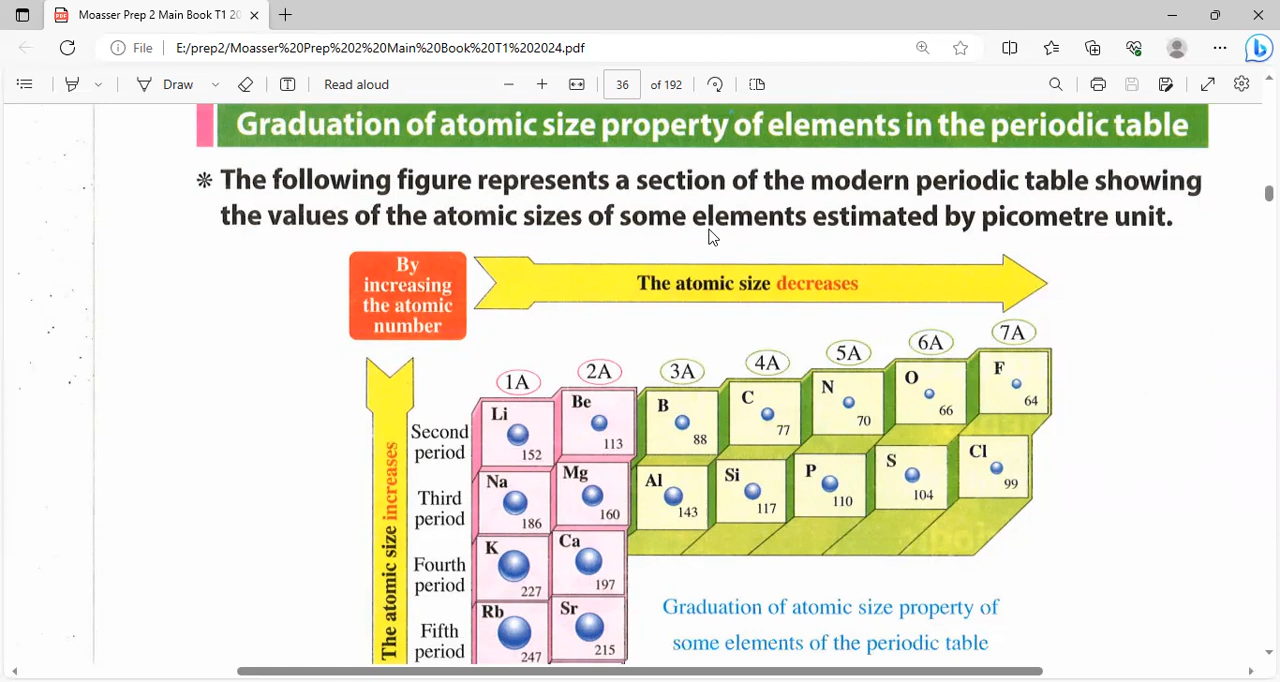 Moasser Prep 2 Main Book T1 20
File
E:/prep2/Moasser%20Prep%202%20Main%20Book%20T1%202024.pdf
Draw
Read aloud
36
of 192
Graduation of atomic size property of elements in the periodic table
* The following figure represents a section of the modern periodic table showing
the values of the atomic sizes of some elements estimated by picometre unit.
By
increasing
the atomic
number
The atomic size decreases
The atomic size increases
1A 2A 3A 4A 5A 6A 7A
Second
period
Li 152 Be 113 B 88 C 77 N 70 O 66 F 64
Third
period
Na 186 Mg 160 Al 143 Si 117 P 110 S 104 Cl 99
Fourth
period
K 227 Ca 197
Fifth
period
Rb 247 Sr 215
Graduation of atomic size property of
some elements of the periodic table